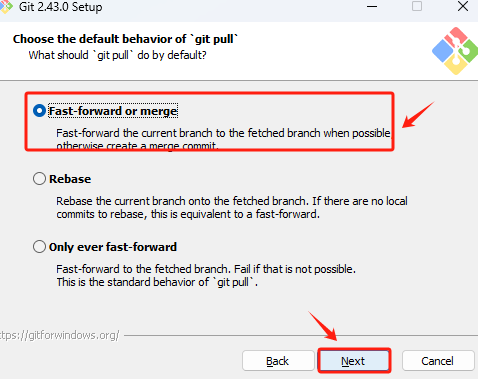 Git 2.43.0 Setup
Choose the default behavior of `git pull`
What should `git pull` do by default?
Fast-forward or merge
Fast-forward the current branch to the fetched branch when possible
otherwise create a merge commit.
Rebase
Rebase the current branch onto the fetched branch. If there are no local
commits to rebase, this is equivalent to a fast-forward.
Only ever fast-forward
Fast-forward to the fetched branch. Fail if that is not possible.
This is the standard behavior of `git pull`.
ttps://gitforwindows.org/
Back
Next
Cancel